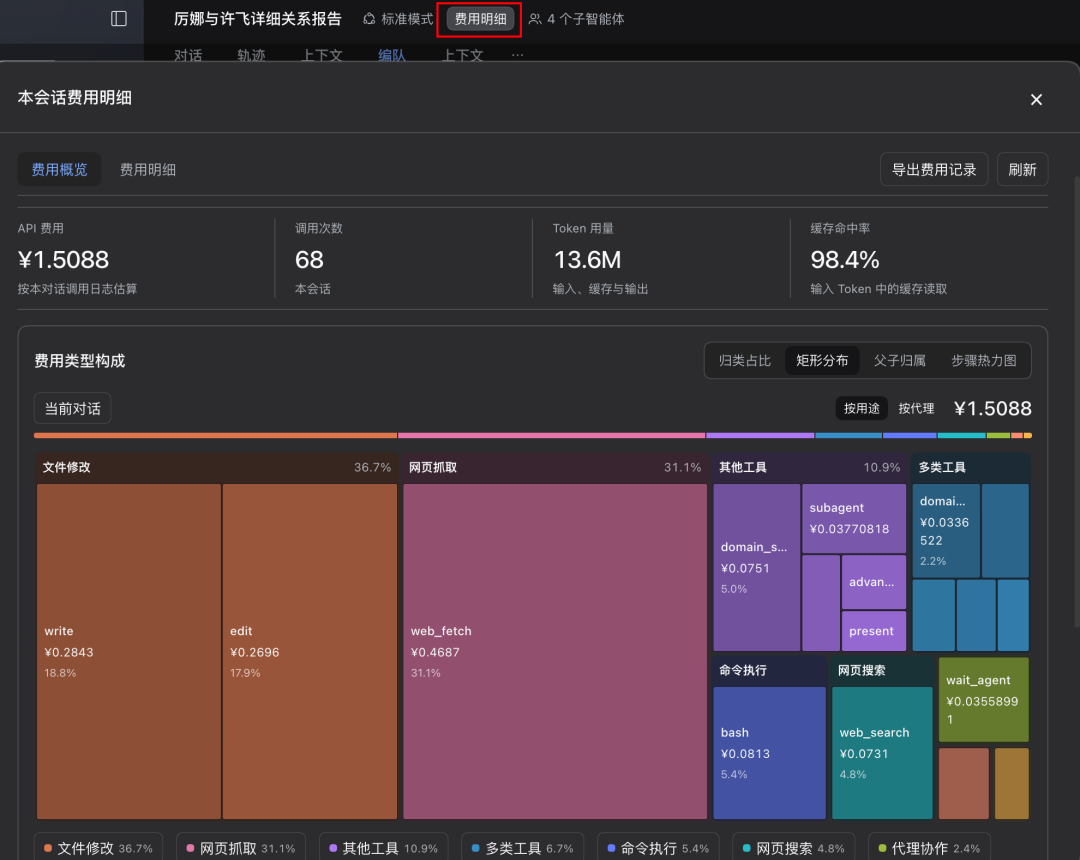 厉娜与许飞详细关系报告 标准模式 费用明细 4 个子智能体
对话 轨迹 上下文 编队 上下文 ···
本会话费用明细
费用概览 费用明细 导出费用记录 刷新
API 费用 调用次数 Token 用量 缓存命中率
¥1.5088 68 13.6M 98.4%
按本对话调用日志估算 本会话 输入、缓存与输出 输入 Token 中的缓存读取
费用类型构成 归类占比 矩形分布 父子归属 步骤热力图
当前对话 按用途 按代理 ¥1.5088
文件修改 36.7% 网页抓取 31.1% 其他工具 10.9% 多类工具
write
¥0.2843
18.8%
edit
¥0.2696
17.9%
web_fetch
¥0.4687
31.1%
domain_s...
¥0.0751
5.0%
subagent
¥0.03770818
advan...
present
domai...
¥0.0336
522
2.2%
命令执行
bash
¥0.0813
5.4%
网页搜索
web_search
¥0.0731
4.8%
wait_agent
¥0.0355899
1
文件修改 36.7% 网页抓取 31.1% 其他工具 10.9% 多类工具 6.7% 命令执行 5.4% 网页搜索 4.8% 代理协作 2.4%